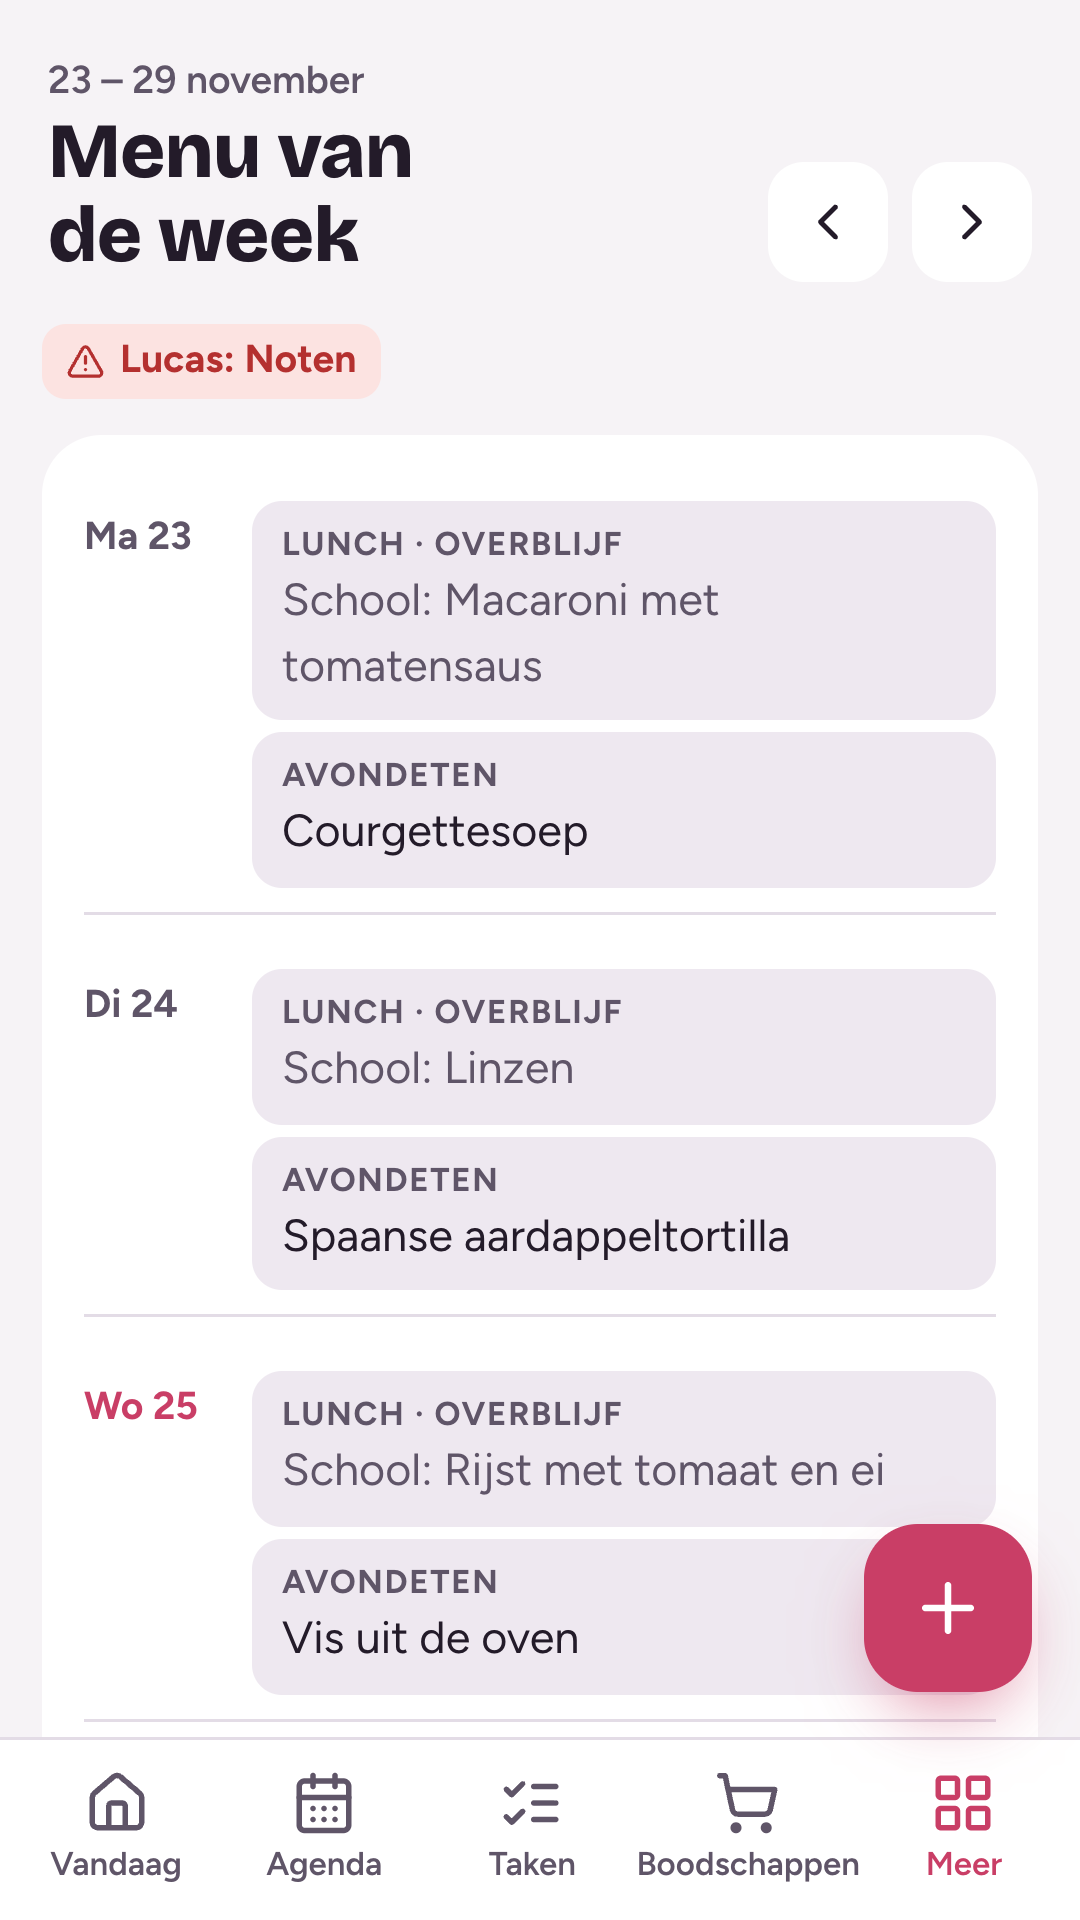 23 – 29 november
Menu van
de week
Lucas: Noten
Ma 23
LUNCH · OVERBLIJF
School: Macaroni met
tomatensaus
AVONDETEN
Courgettesoep
Di 24
LUNCH · OVERBLIJF
School: Linzen
AVONDETEN
Spaanse aardappeltortilla
Wo 25
LUNCH · OVERBLIJF
School: Rijst met tomaat en ei
AVONDETEN
Vis uit de oven
Vandaag
Agenda
Taken
Boodschappen
Meer